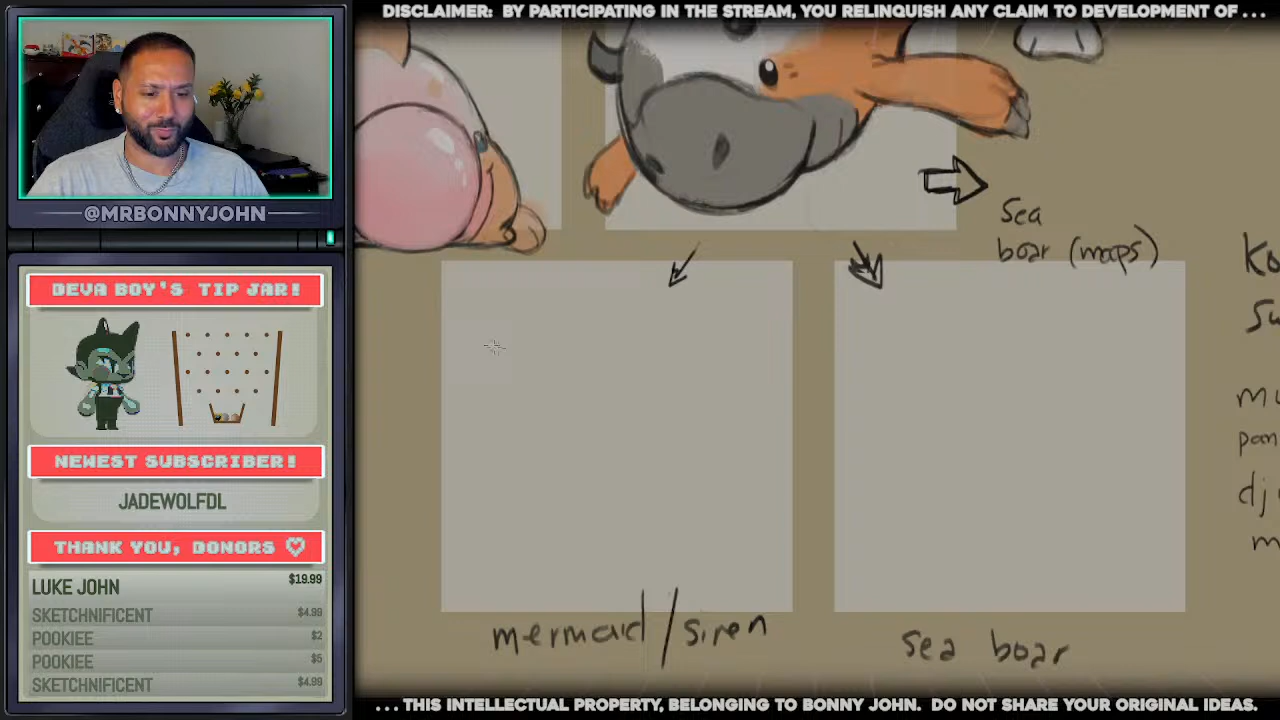 DISCLAIMER: BY PARTICIPATING IN THE STREAM, YOU RELINQUISH ANY CLAIM TO DEVELOPMENT OF . . .
@MRBONNYJOHN
DEVA BOY'S TIP JAR!
NEWEST SUBSCRIBER!
JADEWOLFDL
THANK YOU, DONORS
LUKE JOHN $19.99
SKETCHNIFICENT $4.99
POOKIEE $2
POOKIEE $5
SKETCHNIFICENT $4.99
Sea
boar (maps)
mermaid / siren
sea boar
. . . THIS INTELLECTUAL PROPERTY, BELONGING TO BONNY JOHN. DO NOT SHARE YOUR ORIGINAL IDEAS.